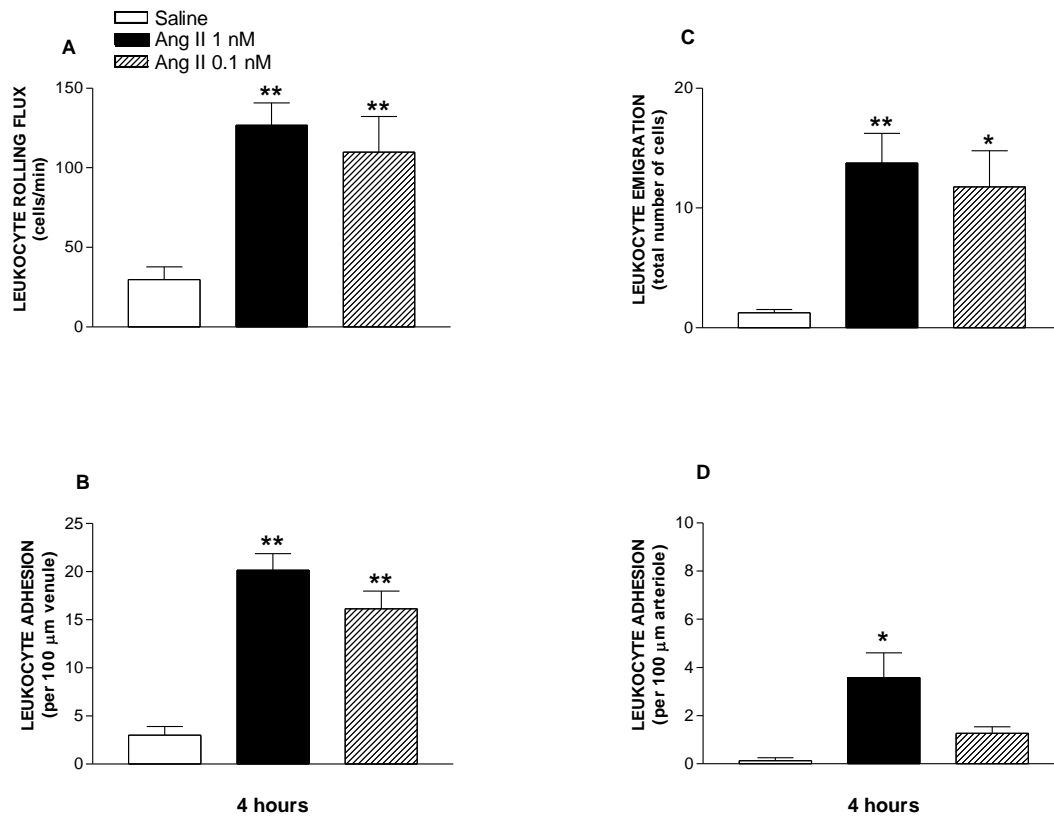 Saline
Ang II 1 nM
Ang II 0.1 nM
A
LEUKOCYTE ROLLING FLUX
(cells/min)
150
100
50
0
**
**
C
LEUKOCYTE EMIGRATION
(total number of cells)
20
10
0
**
*
B
LEUKOCYTE ADHESION
(per 100 μm venule)
25
20
15
10
5
0
**
**
4 hours
D
LEUKOCYTE ADHESION
(per 100 μm arteriole)
10
8
6
4
2
0
*
4 hours